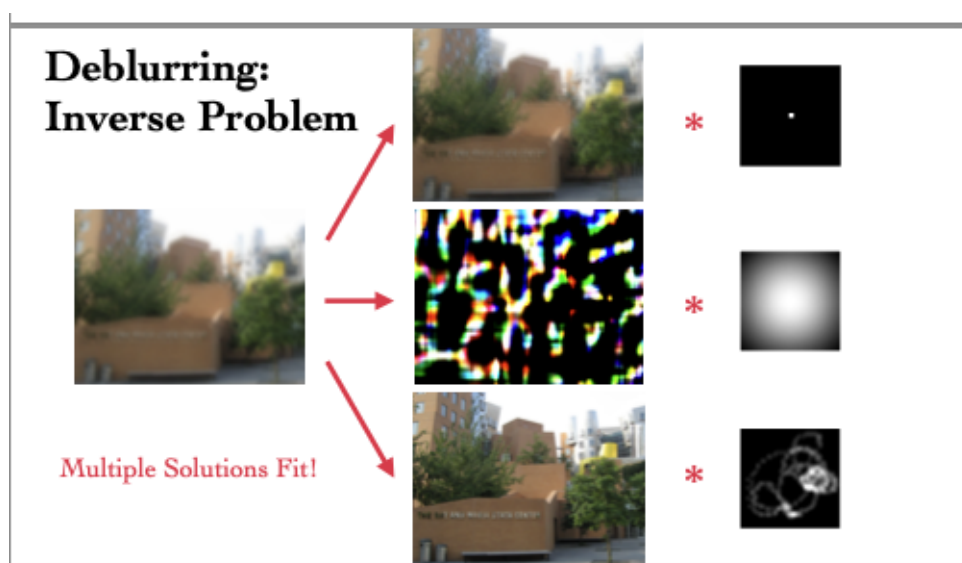 Deblurring:
Inverse Problem
*
*
Multiple Solutions Fit!
*